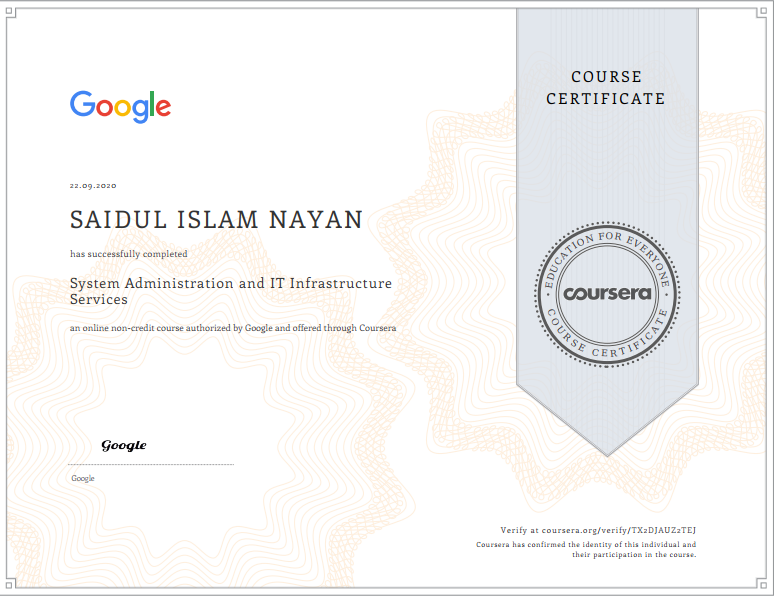 Google
COURSE
CERTIFICATE
22.09.2020
SAIDUL ISLAM NAYAN
has successfully completed
System Administration and IT Infrastructure
Services
an online non-credit course authorized by Google and offered through Coursera
EDUCATION FOR EVERYONE
coursera
COURSE CERTIFICATE
Google
Google
Verify at coursera.org/verify/TX2DJAUZ2TEJ
Coursera has confirmed the identity of this individual and
their participation in the course.